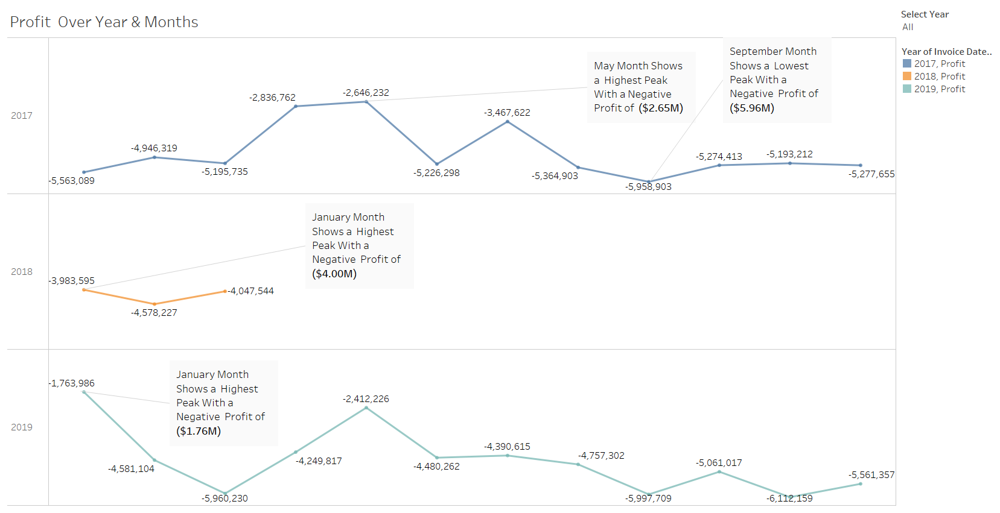 Profit Over Year & Months
Select Year
All
Year of Invoice Date..
2017, Profit
2018, Profit
2019, Profit
2017
-5,563,089
-4,946,319
-5,195,735
-2,836,762
-2,646,232
-5,226,298
-3,467,622
-5,364,903
-5,958,903
-5,274,413
-5,193,212
-5,277,655
May Month Shows
a Highest Peak
With a Negative
Profit of ($2.65M)
September Month
Shows a Lowest
Peak With a
Negative Profit of
($5.96M)
2018
-3,983,595
-4,578,227
-4,047,544
January Month
Shows a Highest
Peak With a
Negative Profit of
($4.00M)
2019
-1,763,986
-4,581,104
-5,960,230
-4,249,817
-2,412,226
-4,480,262
-4,390,615
-4,757,302
-5,997,709
-5,061,017
-6,112,159
-5,561,357
January Month
Shows a Highest
Peak With a
Negative Profit of
($1.76M)